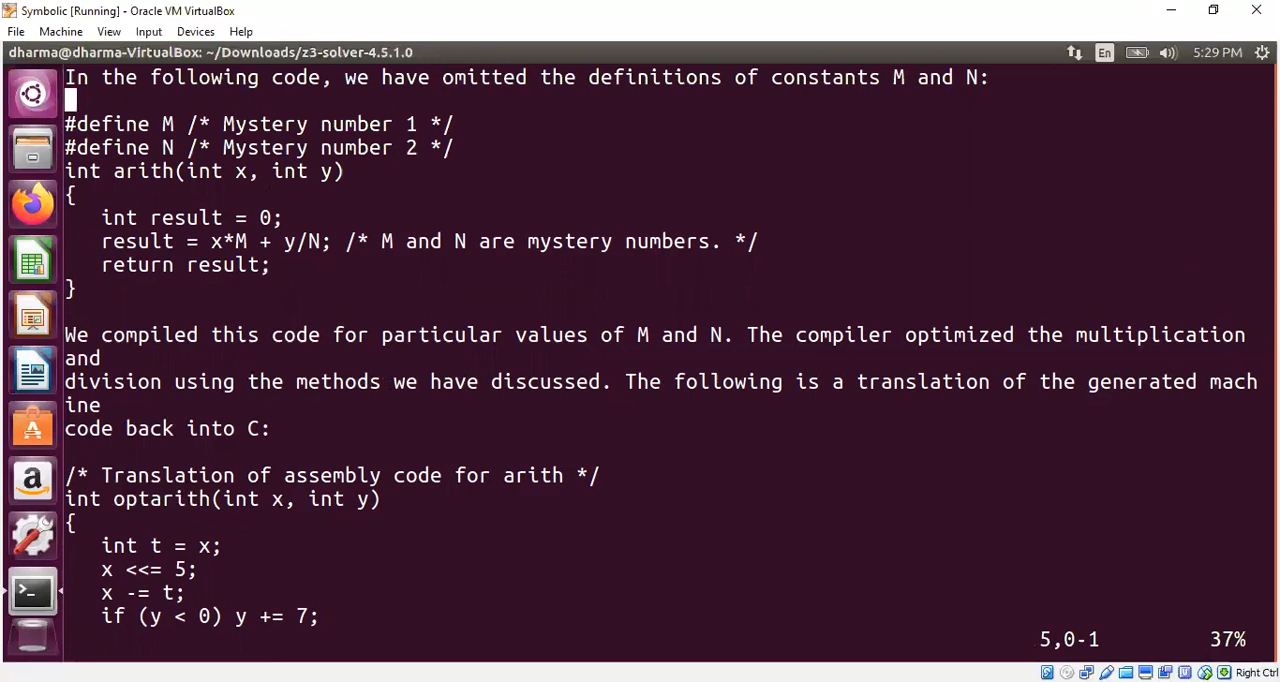 Symbolic [Running] - Oracle VM VirtualBox
File Machine View Input Devices Help
dharma@dharma-VirtualBox: ~/Downloads/z3-solver-4.5.1.0 En 5:29 PM
In the following code, we have omitted the definitions of constants M and N:
#define M /* Mystery number 1 */
#define N /* Mystery number 2 */
int arith(int x, int y)
{
int result = 0;
result = x*M + y/N; /* M and N are mystery numbers. */
return result;
}
We compiled this code for particular values of M and N. The compiler optimized the multiplication
and
division using the methods we have discussed. The following is a translation of the generated mach
ine
code back into C:
/* Translation of assembly code for arith */
int optarith(int x, int y)
{
int t = x;
x <<= 5;
x -= t;
if (y < 0) y += 7;
5,0-1 37%
Right Ctrl